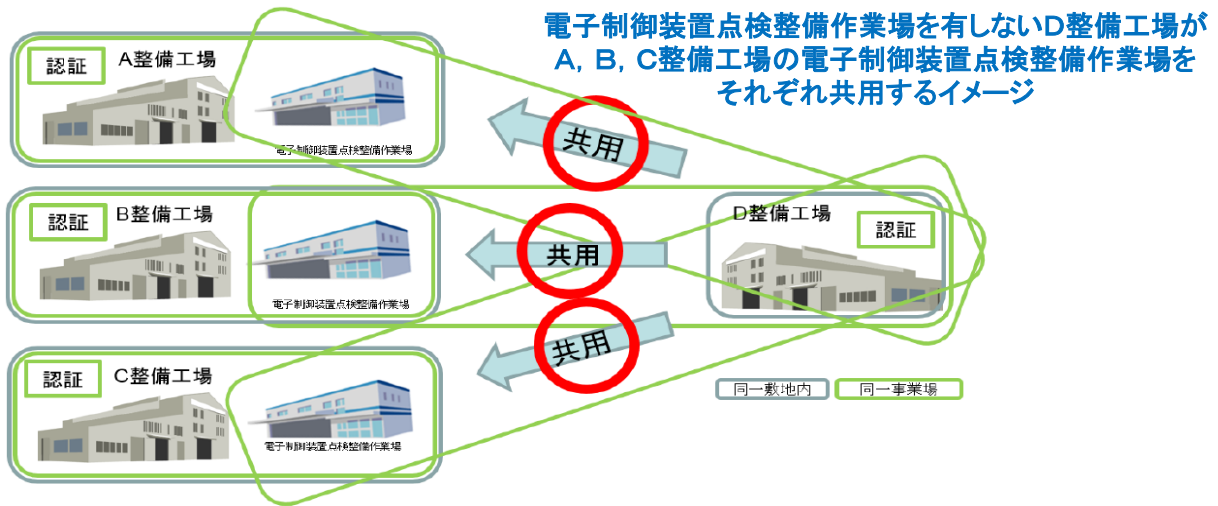 電子制御装置点検整備作業場を有しないD整備工場が
A，B，C整備工場の電子制御装置点検整備作業場を
それぞれ共用するイメージ
認証
A整備工場
電子制御装置点検整備作業場
共用
認証
B整備工場
電子制御装置点検整備作業場
共用
D整備工場
認証
認証
C整備工場
電子制御装置点検整備作業場
共用
同一敷地内
同一事業場